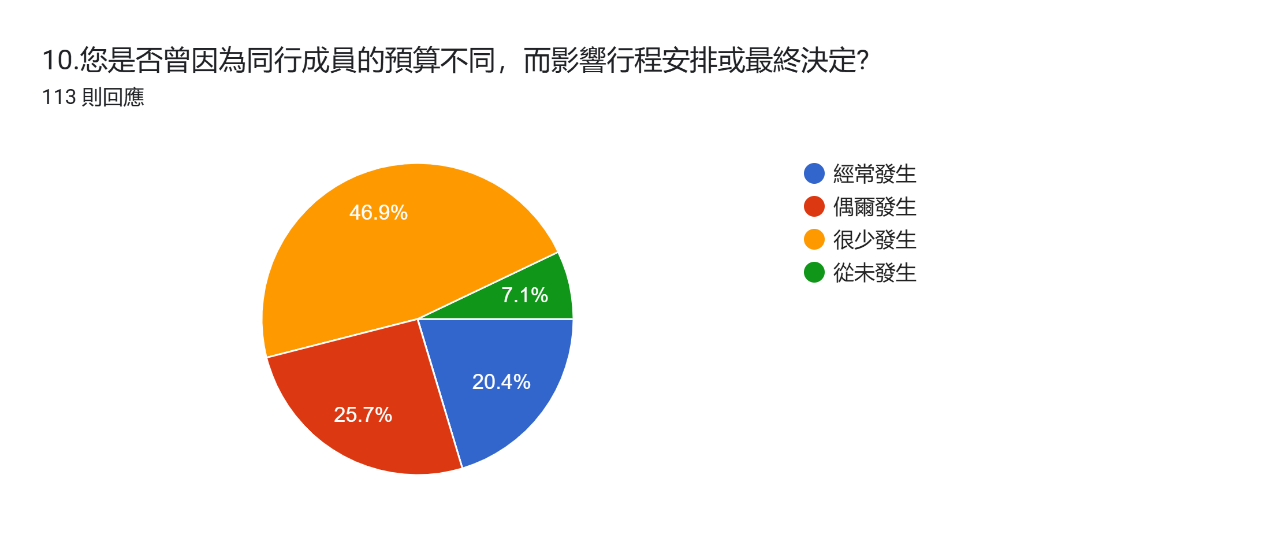 10.您是否曾因為同行成員的預算不同，而影響行程安排或最終決定?
113 則回應
46.9%
7.1%
20.4%
25.7%
經常發生
偶爾發生
很少發生
從未發生